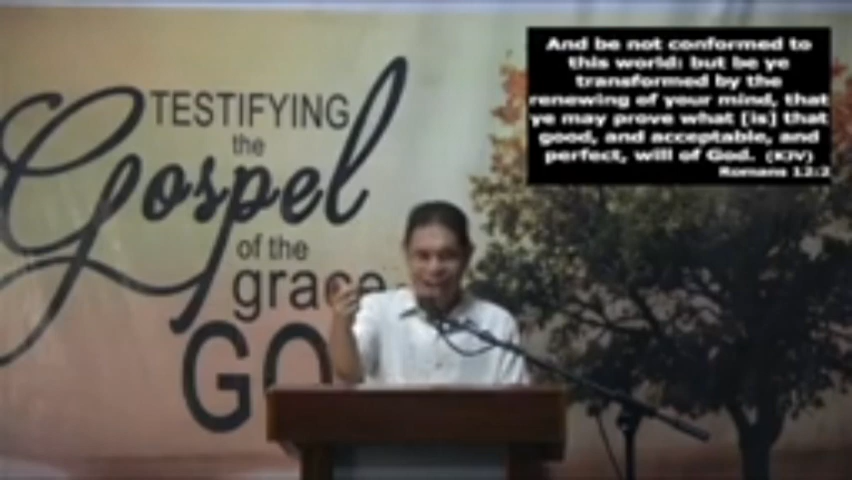 TESTIFYING
the
Gospel
of the
grace
GO
And be not conformed to
this world: but be ye
transformed by the
renewing of your mind, that
ye may prove what [is] that
good, and acceptable, and
perfect, will of God. (KJV)
Romans 12:2